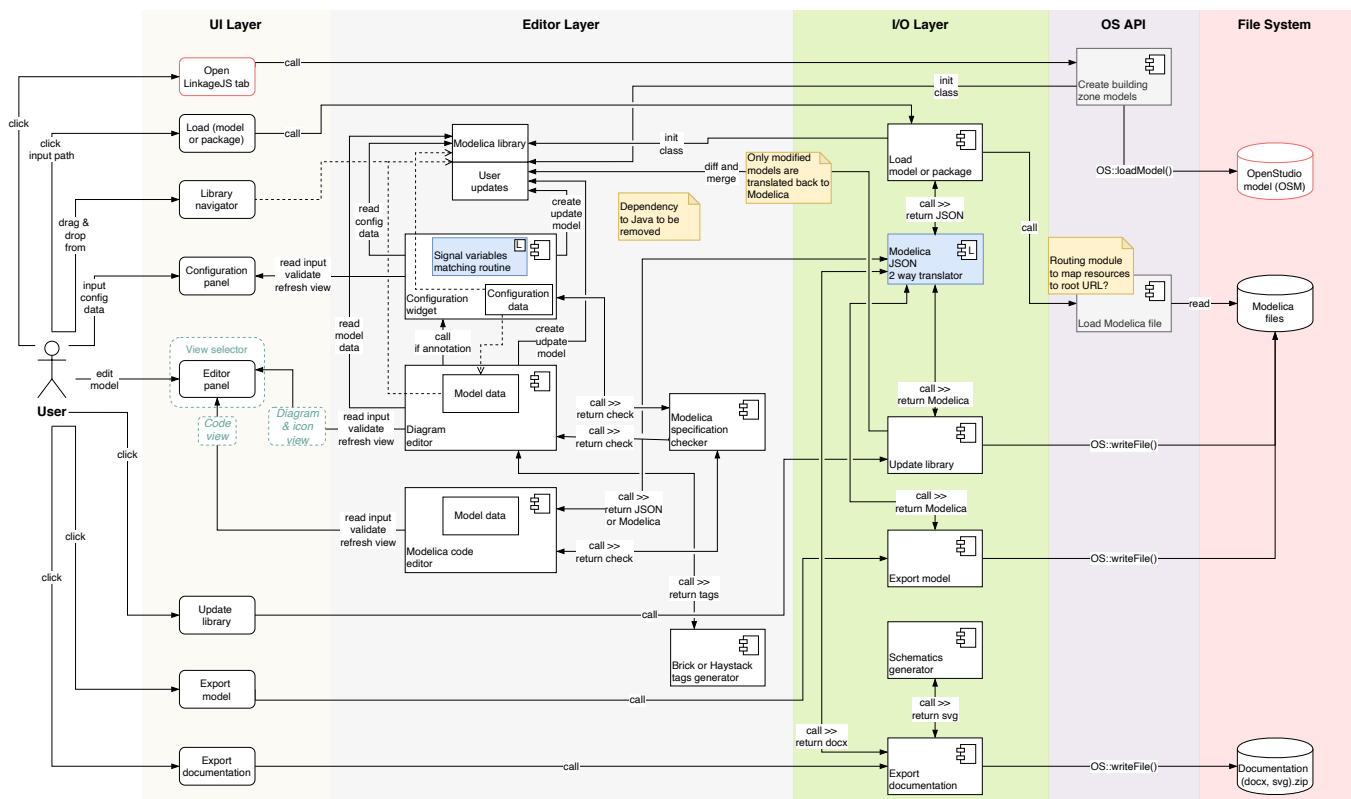 UI Layer
Editor Layer
I/O Layer
OS API
File System
Open
LinkageJS tab
call
Create building
zone models
init
class
click
Load (model
or package)
call
click
input path
Modelica library
User
updates
init
class
Load
model or package
diff and
merge
Only modified
models are
translated back to
Modelica
OS::loadModel()
OpenStudio
model (OSM)
Library
navigator
read
config
data
create
update
model
Dependency
to Java to be
removed
call >>
return JSON
call
drag &
drop
from
Signal variables
matching routine
L
Modelica
JSON
2 way translator
L
Routing module
to map resources
to root URL?
Configuration
panel
read input
validate
refresh view
Configuration
widget
Configuration
data
input
config
data
Load Modelica file
read
Modelica
files
read
model
data
call
if annotation
create
udpate
model
View selector
Editor
panel
edit
model
User
Code
view
Diagram
& icon
view
read input
validate
refresh view
Model data
Diagram
editor
call >>
return check
call >>
return check
Modelica
specification
checker
call >>
return Modelica
click
Update library
OS::writeFile()
read input
validate
refresh view
Model data
Modelica code
editor
call >>
return JSON
or Modelica
call >>
return check
call >>
return Modelica
click
click
Export model
OS::writeFile()
call >>
return tags
Update
library
call
Brick or Haystack
tags generator
Schematics
generator
Export
model
call
call >>
return svg
call >>
return docx
Export
documentation
call
Export
documentation
OS::writeFile()
Documentation
(docx, svg).zip